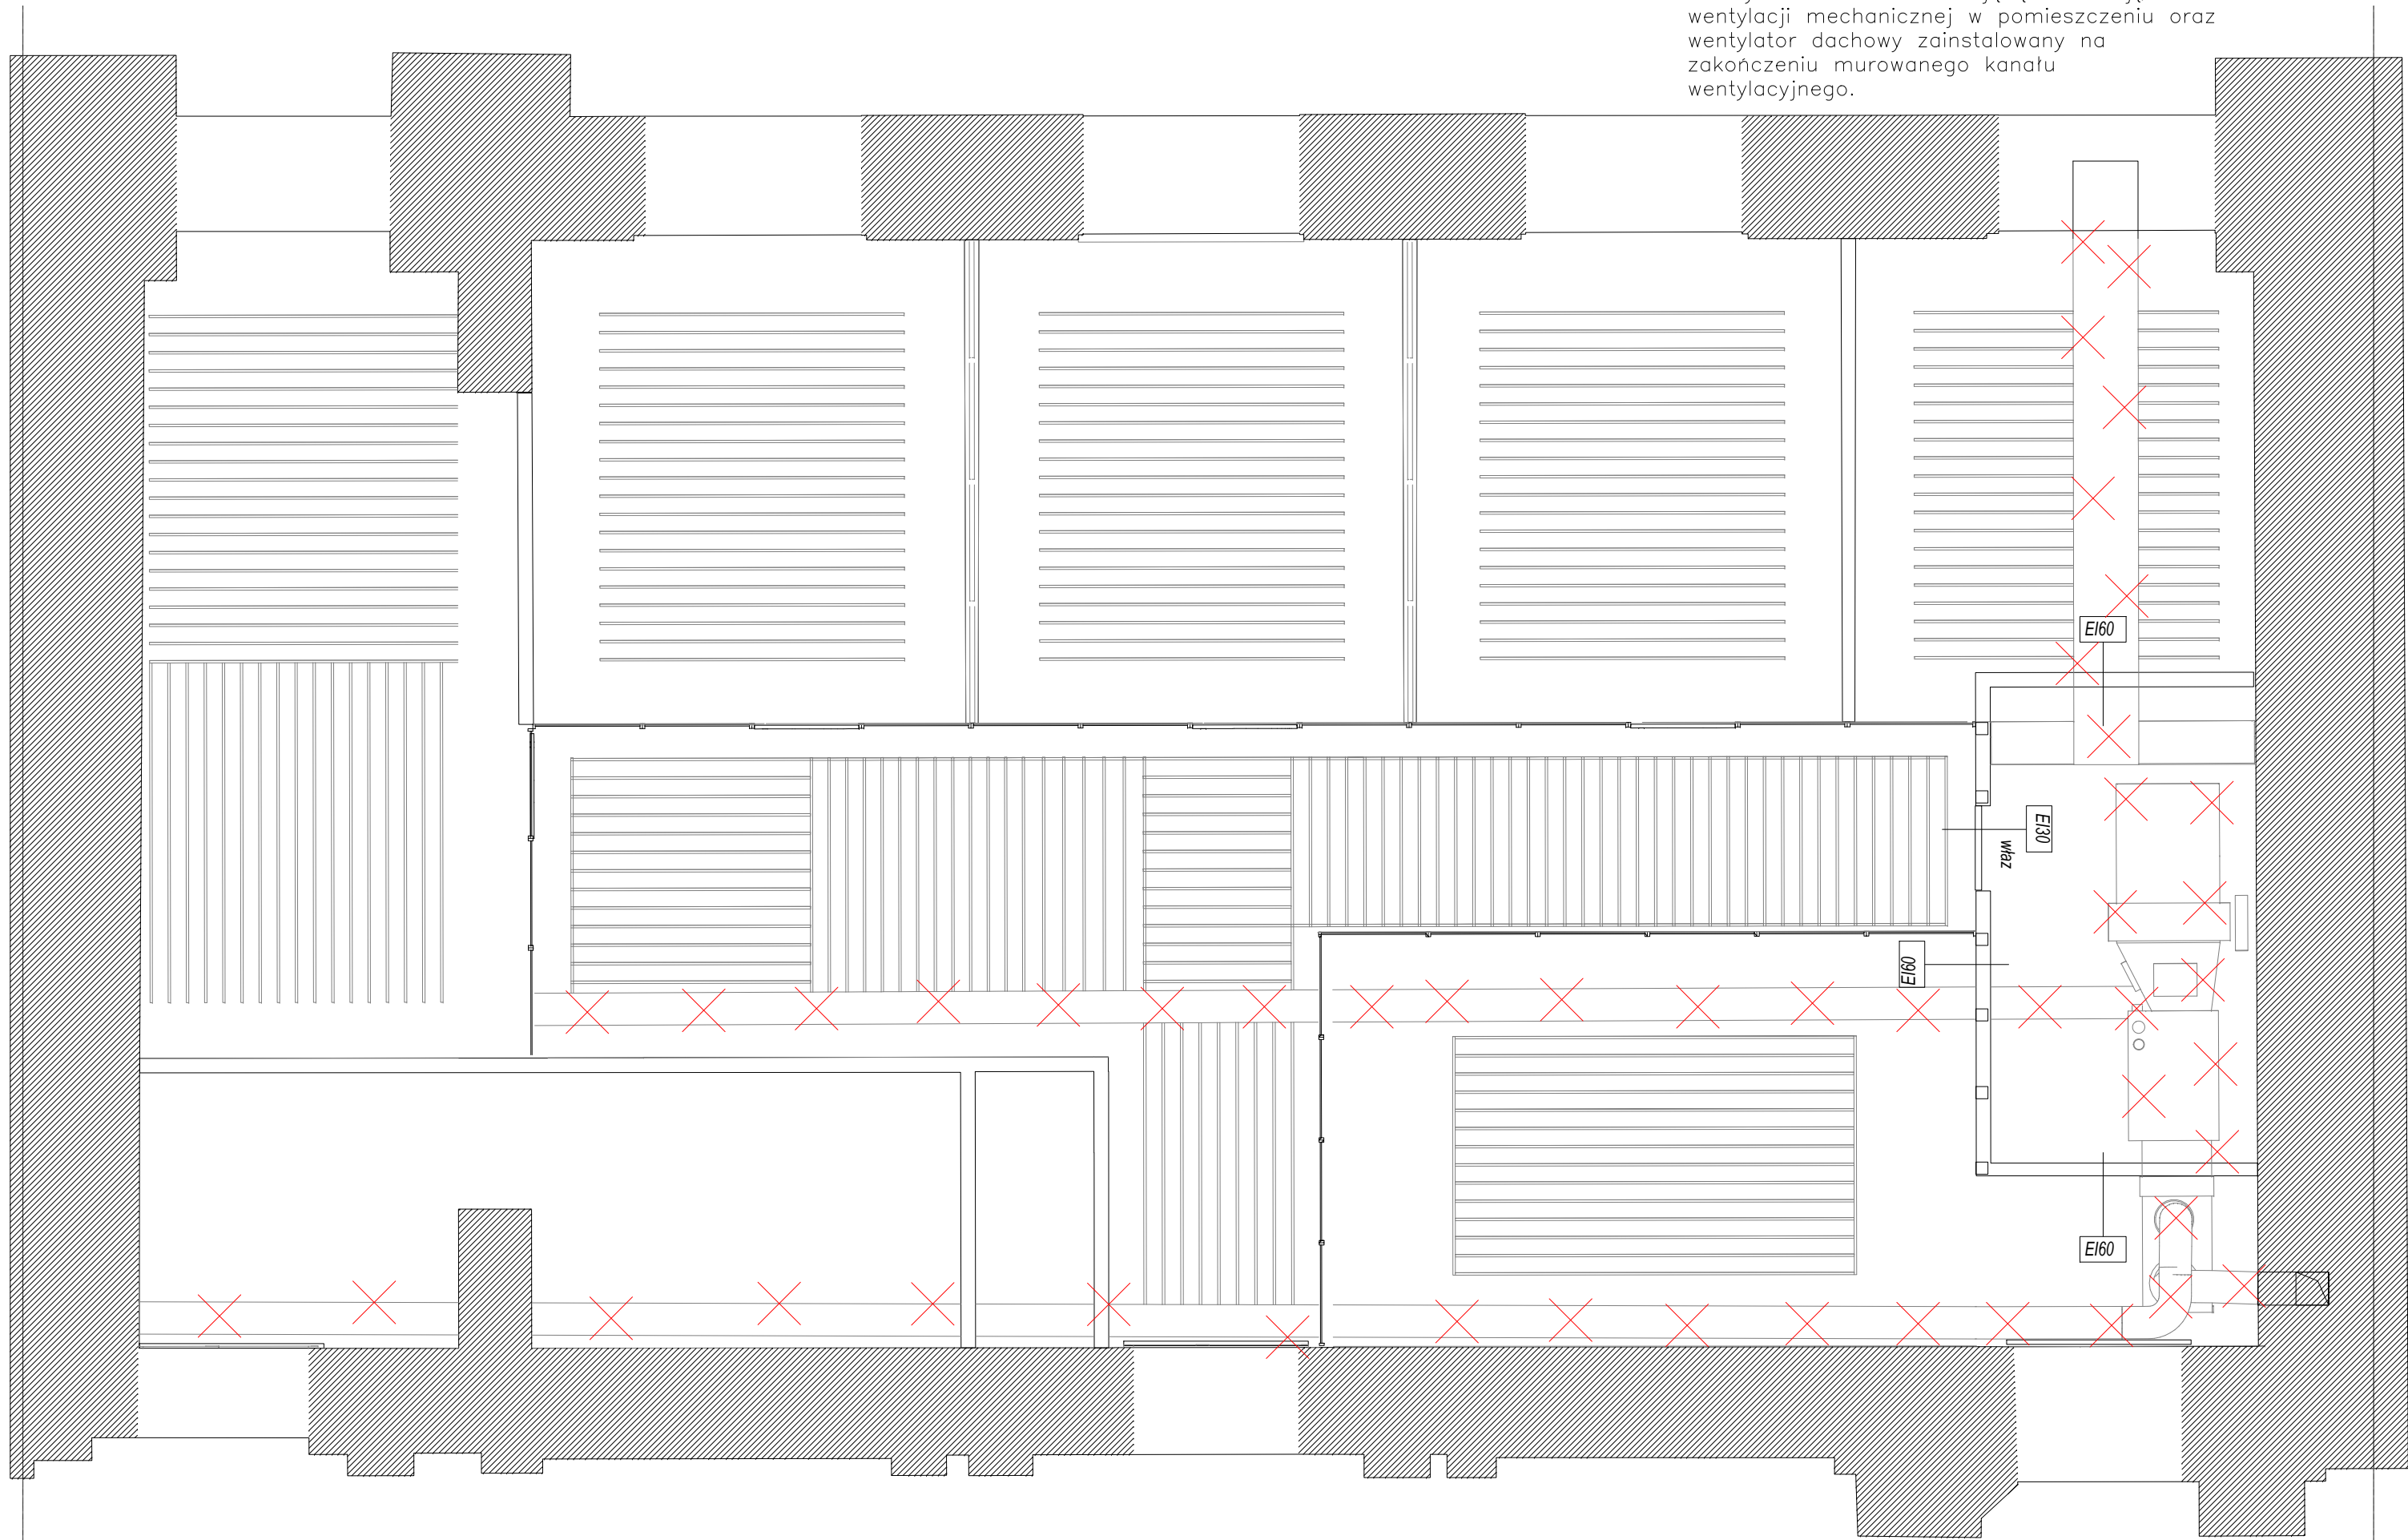 wentylacji mechanicznej w pomieszczeniu oraz
wentylator dachowy zainstalowany na
zakończeniu murowanego kanału
wentylacyjnego.
EI60
EI30
właz
EI60
EI60